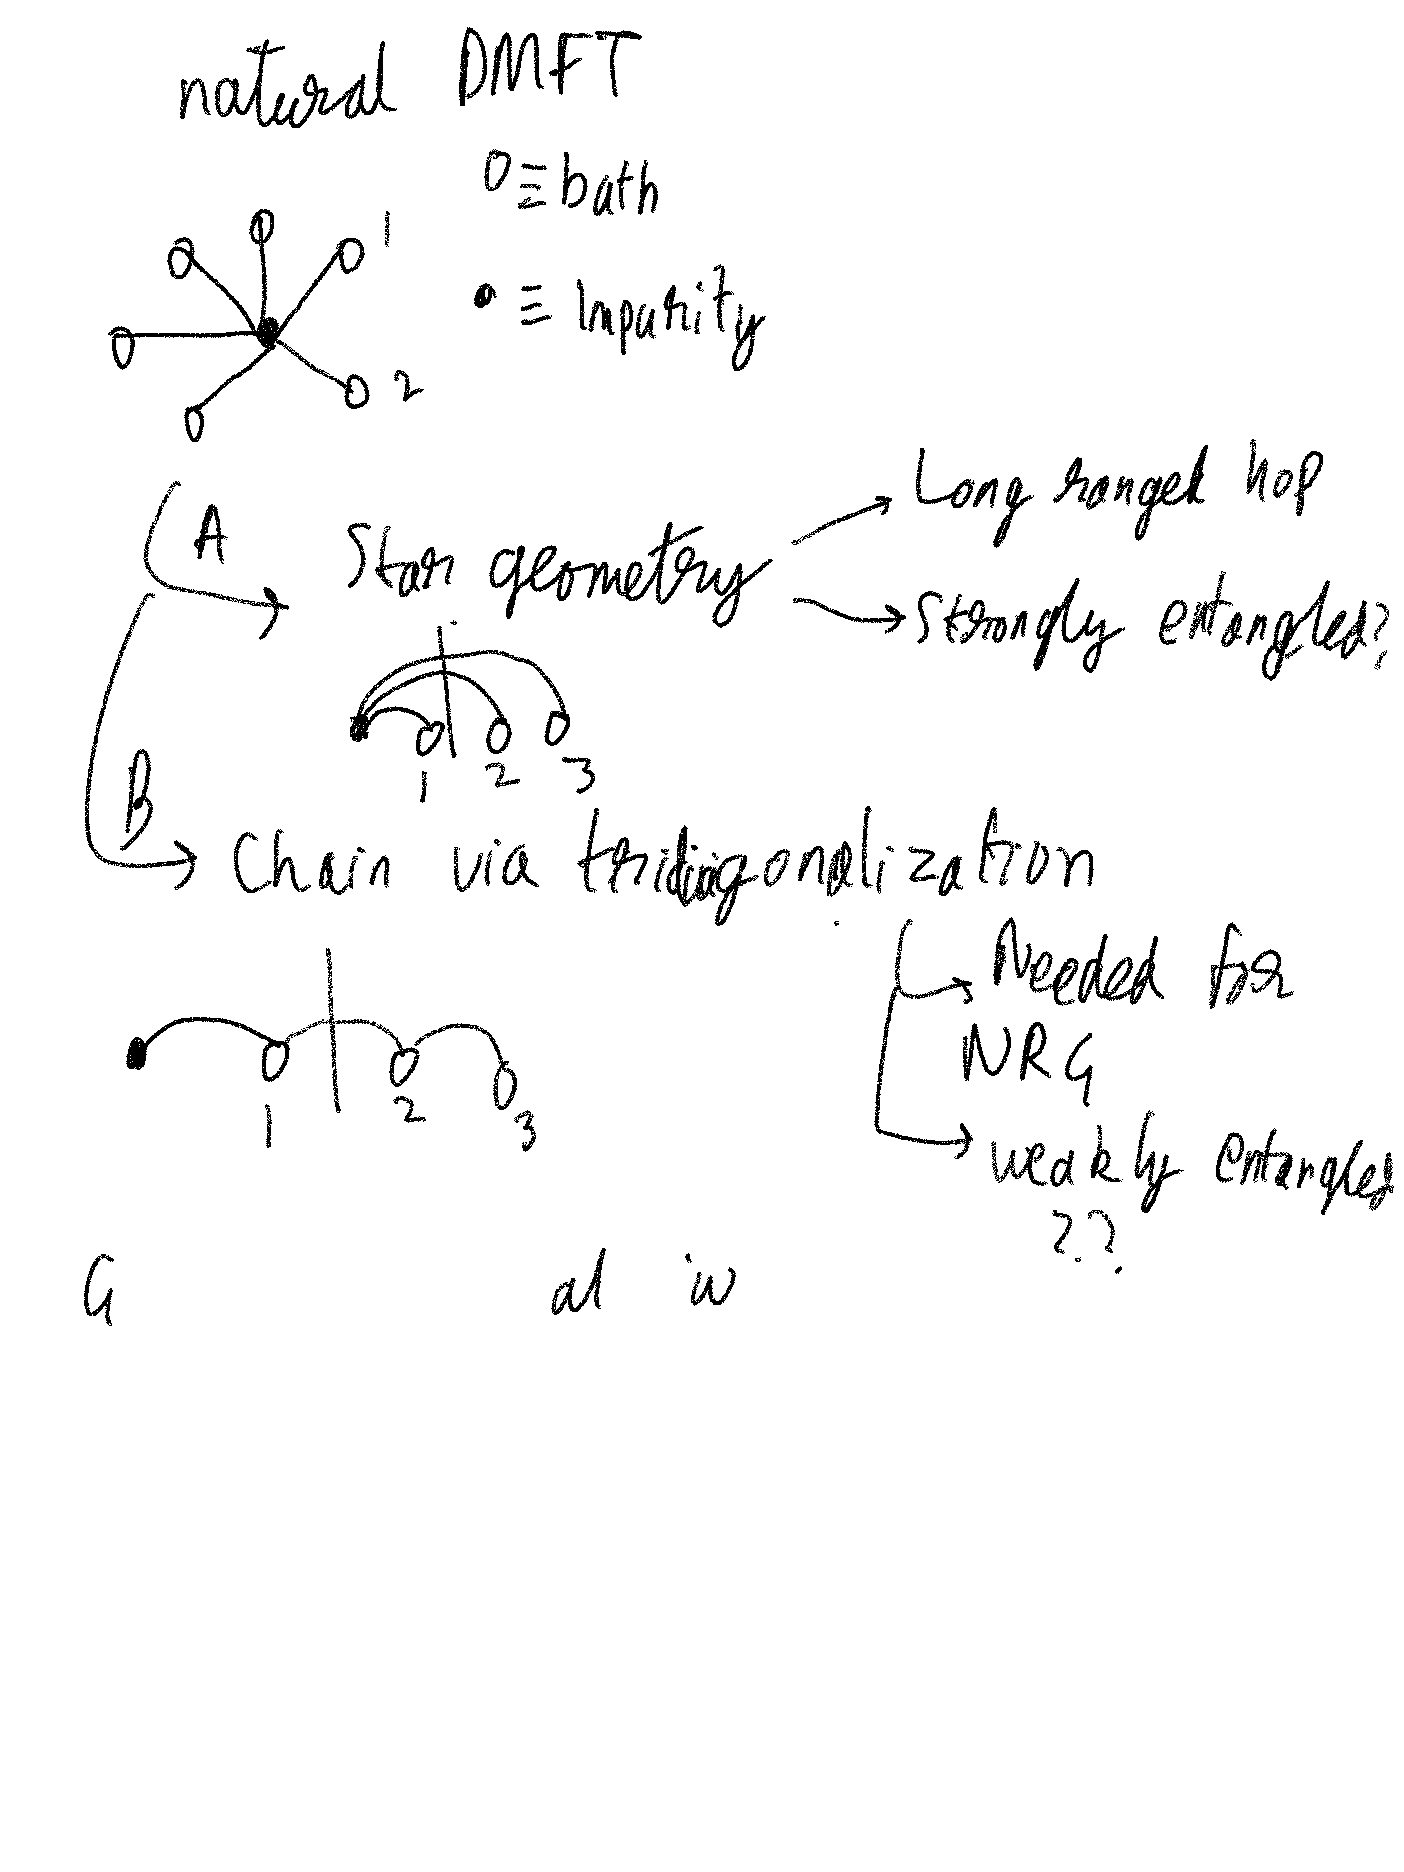 natural DMFT
O ≡ bath
1
● ≡ Impurity
2
Long ranged hop
A
Star geometry
Strongly entangled?
1 2 3
B
Chain via
Needed for
NRG
1 2 3
weakly entangled
??
G al iw